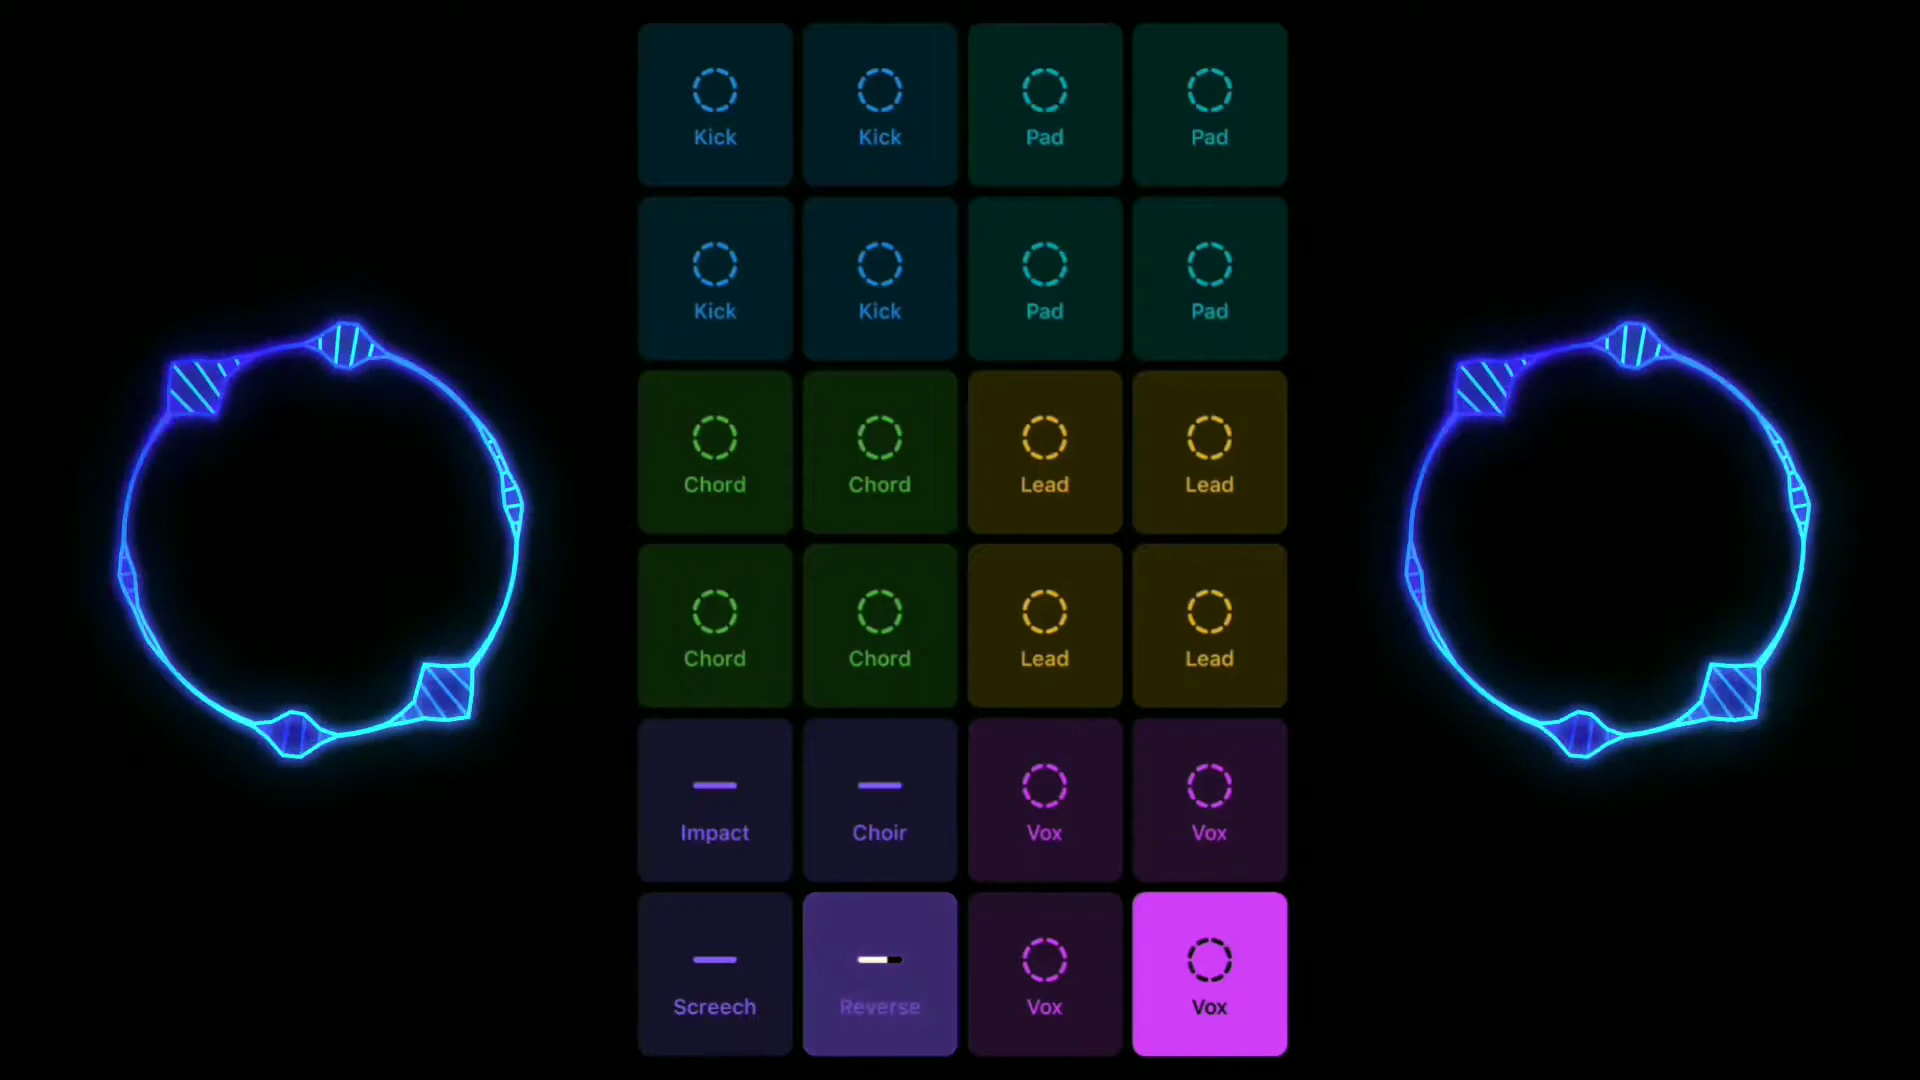 Kick Kick Pad Pad
Kick Kick Pad Pad
Chord Chord Lead Lead
Chord Chord Lead Lead
Impact Choir Vox Vox
Screech Reverse Vox Vox